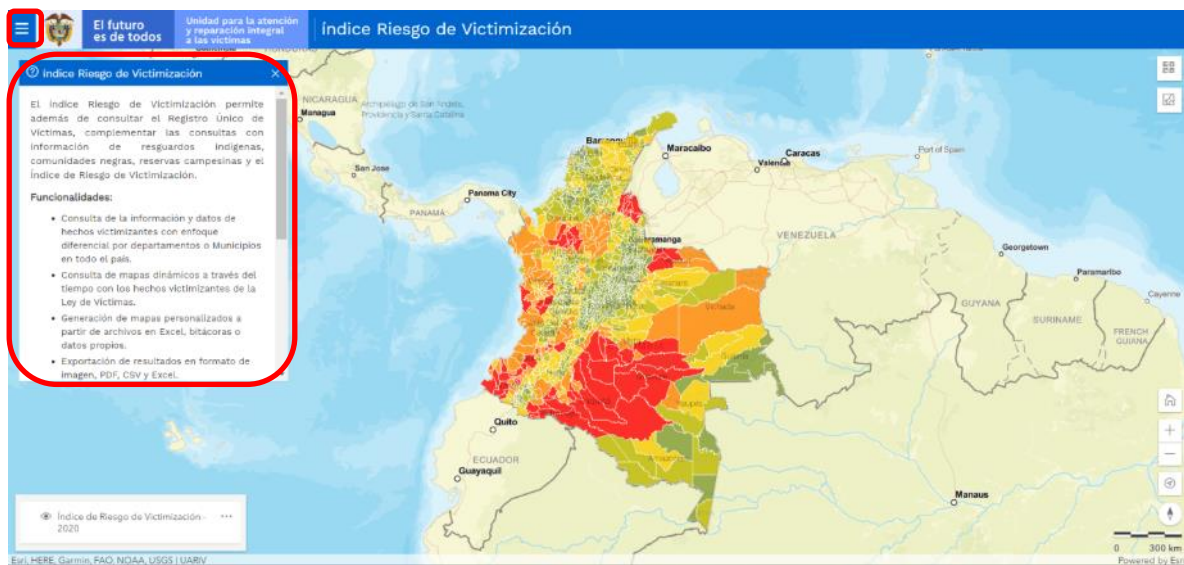 El futuro
es de todos
Unidad para la atención
y reparación integral
a las víctimas
índice Riesgo de Victimización
índice Riesgo de Victimización
El índice Riesgo de Victimización permite
además de consultar el Registro Único de
Víctimas, complementar las consultas con
información de resguardos indígenas,
comunidades negras, reservas campesinas y el
Índice de Riesgo de Victimización.
Funcionalidades:
• Consulta de la información y datos de
hechos victimizantes con enfoque
diferencial por departamentos o Municipios
en todo el país.
• Consulta de mapas dinámicos a través del
tiempo con los hechos victimizantes de la
Ley de Víctimas.
• Generación de mapas personalizados a
partir de archivos en Excel, bitácoras o
datos propios.
• Exportación de resultados en formato de
imagen, PDF, CSV y Excel.
NICARAGUA
Managua
Archipiélago de San Andrés,
Providencia y Santa Catalina
San Jose
Panama City
PANAMÁ
Maracaibo
Valencia
Caracas
Port of Spain
VENEZUELA
Georgetown
Paramaribo
Cayenne
GUYANA
SURINAME
FRENCH
GUIANA
Vichada
Quito
ECUADOR
Guayaquil
Manaus
Índice de Riesgo de Victimización -
2020
0 300 km
Esri, HERE, Garmin, FAO, NOAA, USGS | UARIV
Powered by Esri